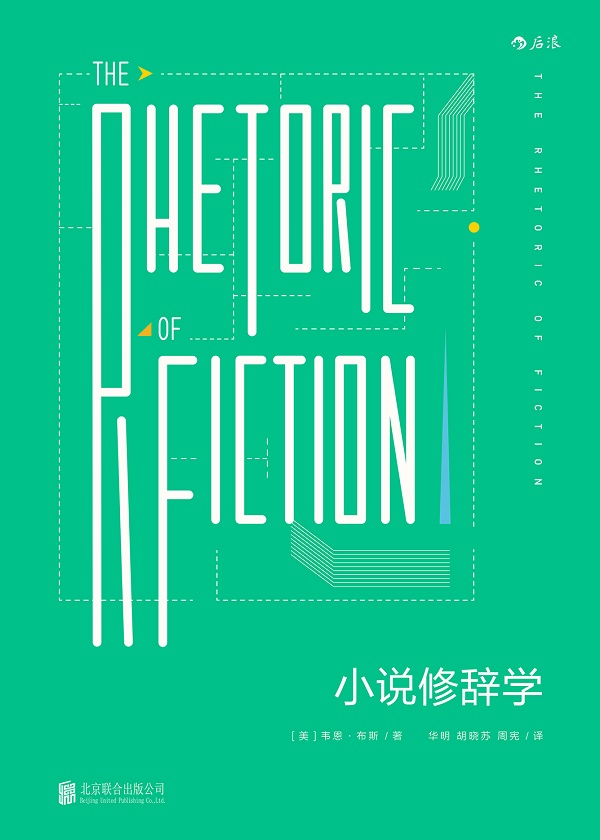 后浪
THE
RHETORIC
OF
FICTION
THE RHETORIC OF FICTION
小说修辞学
[美]韦恩·布斯/著 华明 胡晓苏 周宪/译
北京联合出版公司
Beijing United Publishing Co.,Ltd.